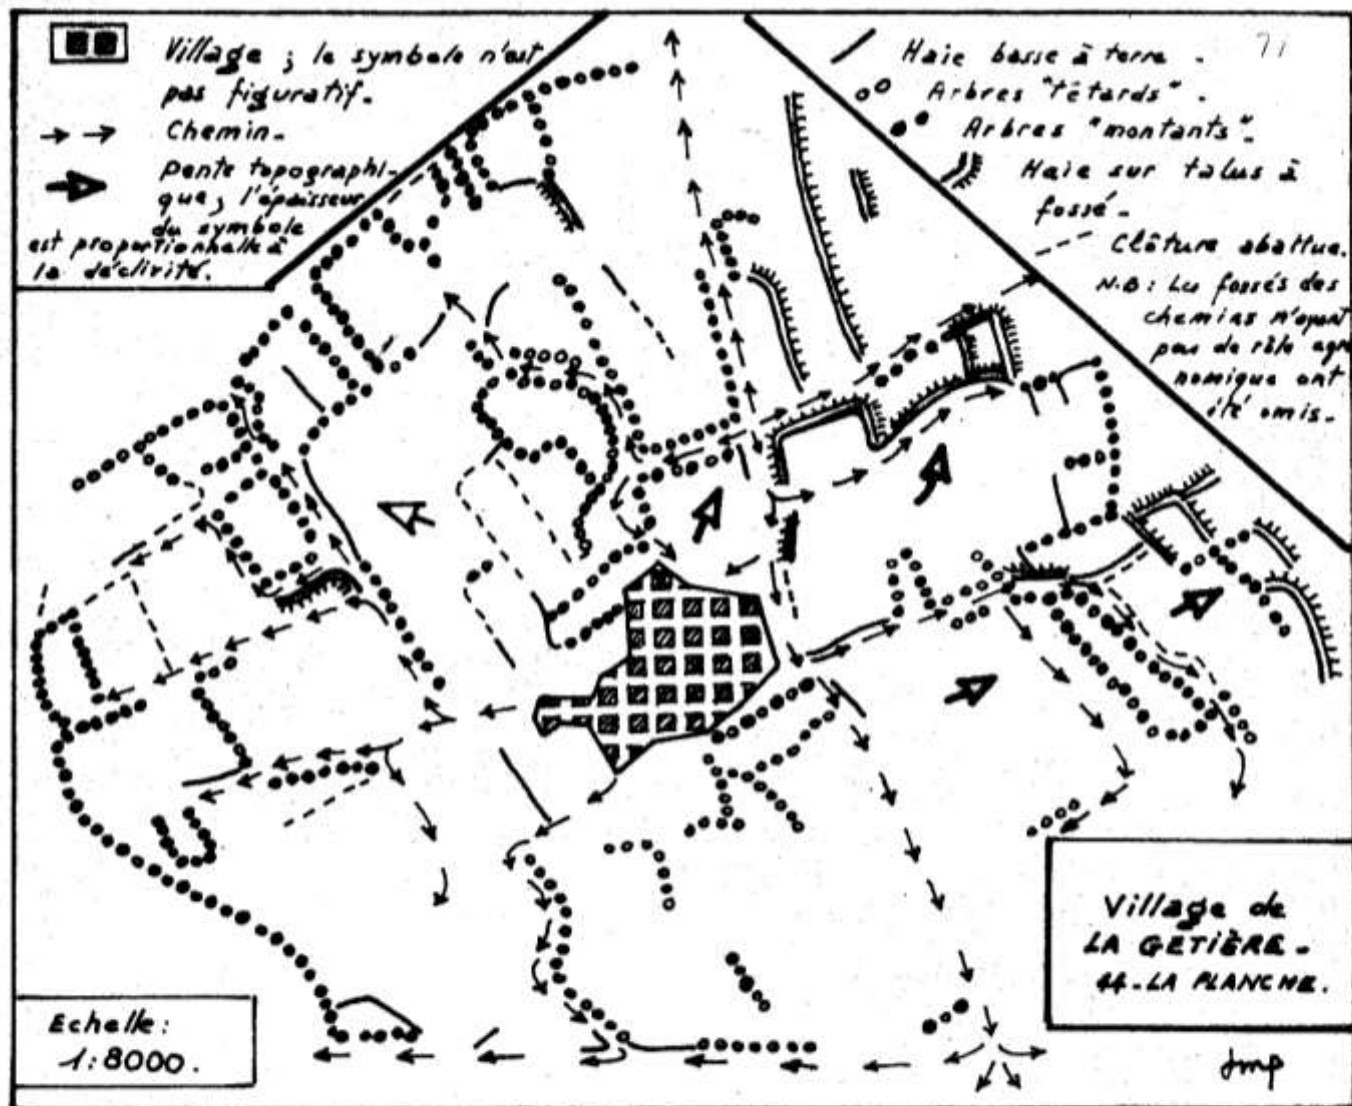 Village ; le symbole n'est
pas figuratif.
Chemin.
Pente topographi-
que, l'épaisseur
du symbole
est proportionnelle à
la déclivité.
71
Haie basse à terre .
Arbres "têtards" .
Arbres "montants".
Haie sur talus à
fossé.
Clôture abattue.
N.B : Les fossés des
chemins n'ayant
pas de rôle agro
nomique ont
été omis.
Village de
LA GETIÈRE.
44-LA PLANCHE.
Echelle:
1:8000.
Jmp